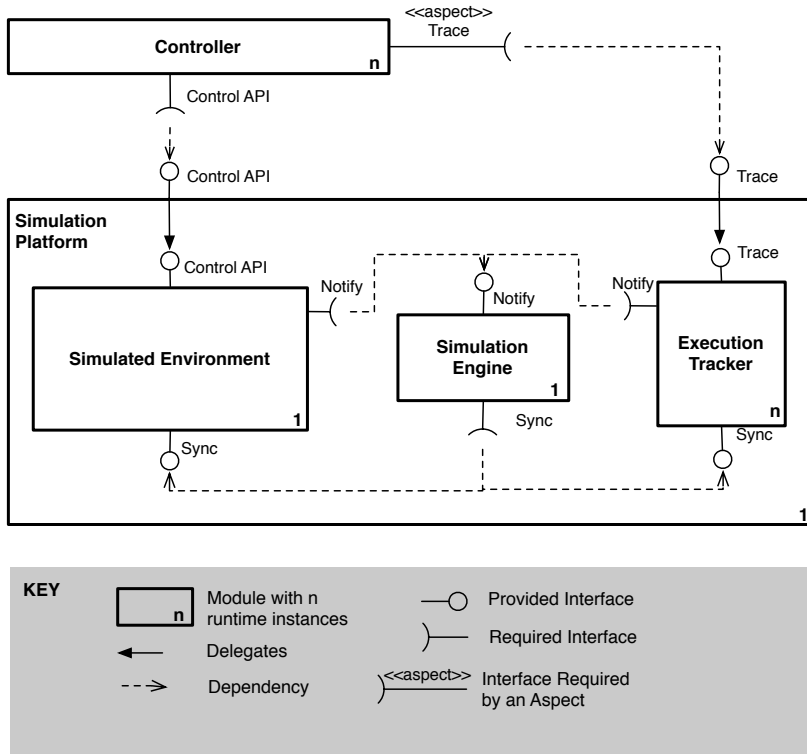 <<aspect>>
Trace
Controller
n
Control API
Control API
Trace
Simulation
Platform
Control API
Trace
Notify
Notify
Notify
Simulated Environment
1
Simulation
Engine
1
Execution
Tracker
n
Sync
Sync
Sync
1
KEY
n
Module with n
runtime instances
Delegates
Dependency
Provided Interface
Required Interface
<<aspect>>
Interface Required
by an Aspect